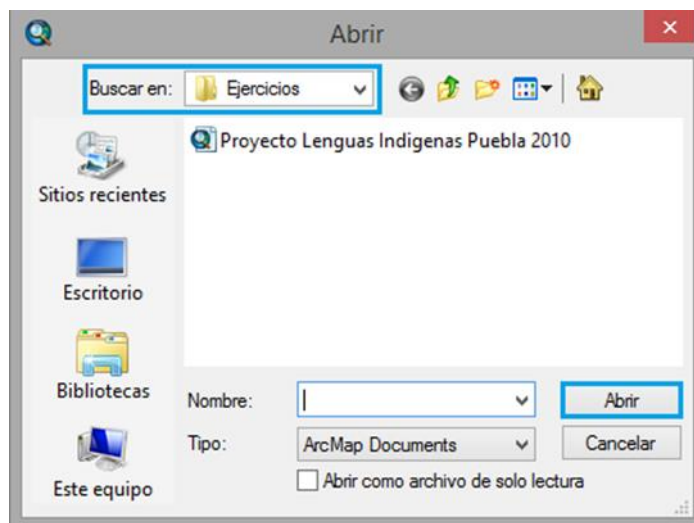 Abrir
Buscar en: Ejercicios
Proyecto Lenguas Indigenas Puebla 2010
Sitios recientes
Escritorio
Bibliotecas
Este equipo
Nombre:
Abrir
Tipo: ArcMap Documents
Cancelar
Abrir como archivo de solo lectura